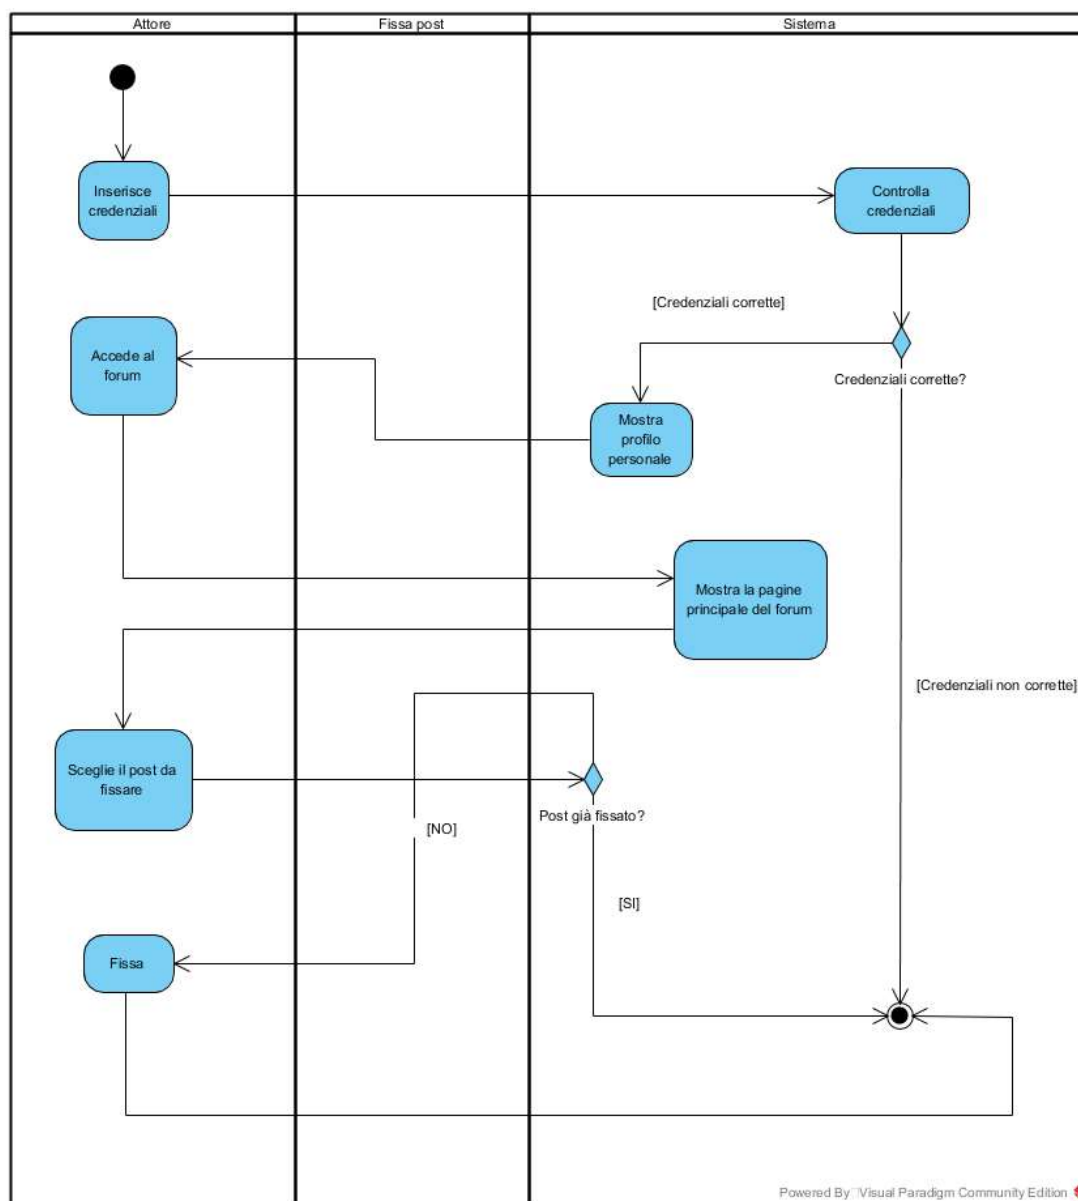 Attore
Fissa post
Sistema
Inserisce
credenziali
Controlla
credenziali
[Credenziali corrette]
Accede al
forum
Credenziali corrette?
Mostra
profilo
personale
Mostra la pagine
principale del forum
[Credenziali non corrette]
Sceglie il post da
fissare
Post già fissato?
[NO]
[SI]
Fissa
Powered By Visual Paradigm Community Edition